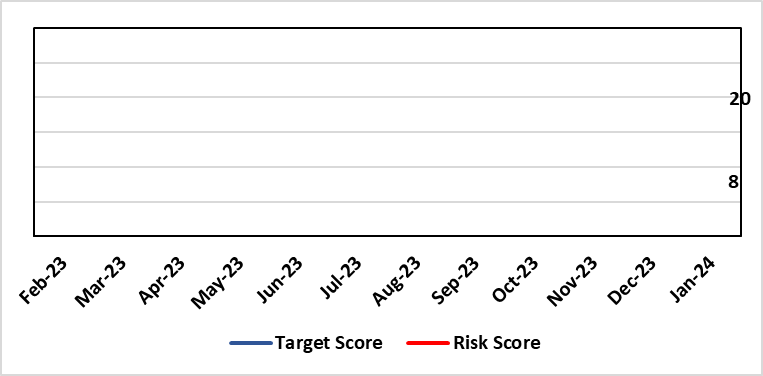 20
8
Feb-23 Mar-23 Apr-23 May-23 Jun-23 Jul-23 Aug-23 Sep-23 Oct-23 Nov-23 Dec-23 Jan-24
Target Score Risk Score